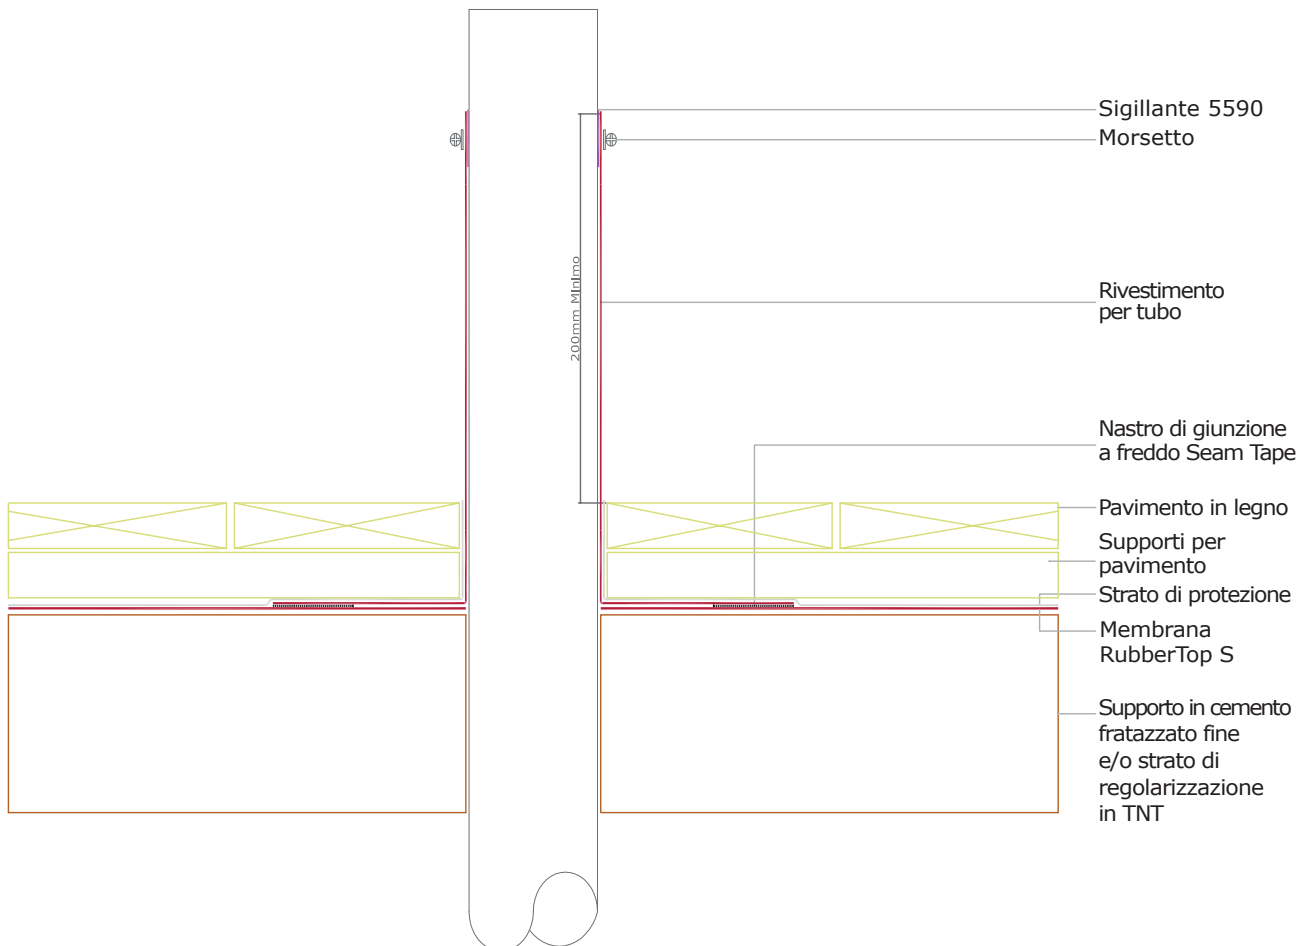 Sigillante 5590
Morsetto
200mm Minimo
Rivestimento
per tubo
Nastro di giunzione
a freddo Seam Tape
Pavimento in legno
Supporti per
pavimento
Strato di protezione
Membrana
RubberTop S
Supporto in cemento
fratazzato fine
e/o strato di
regolarizzazione
in TNT